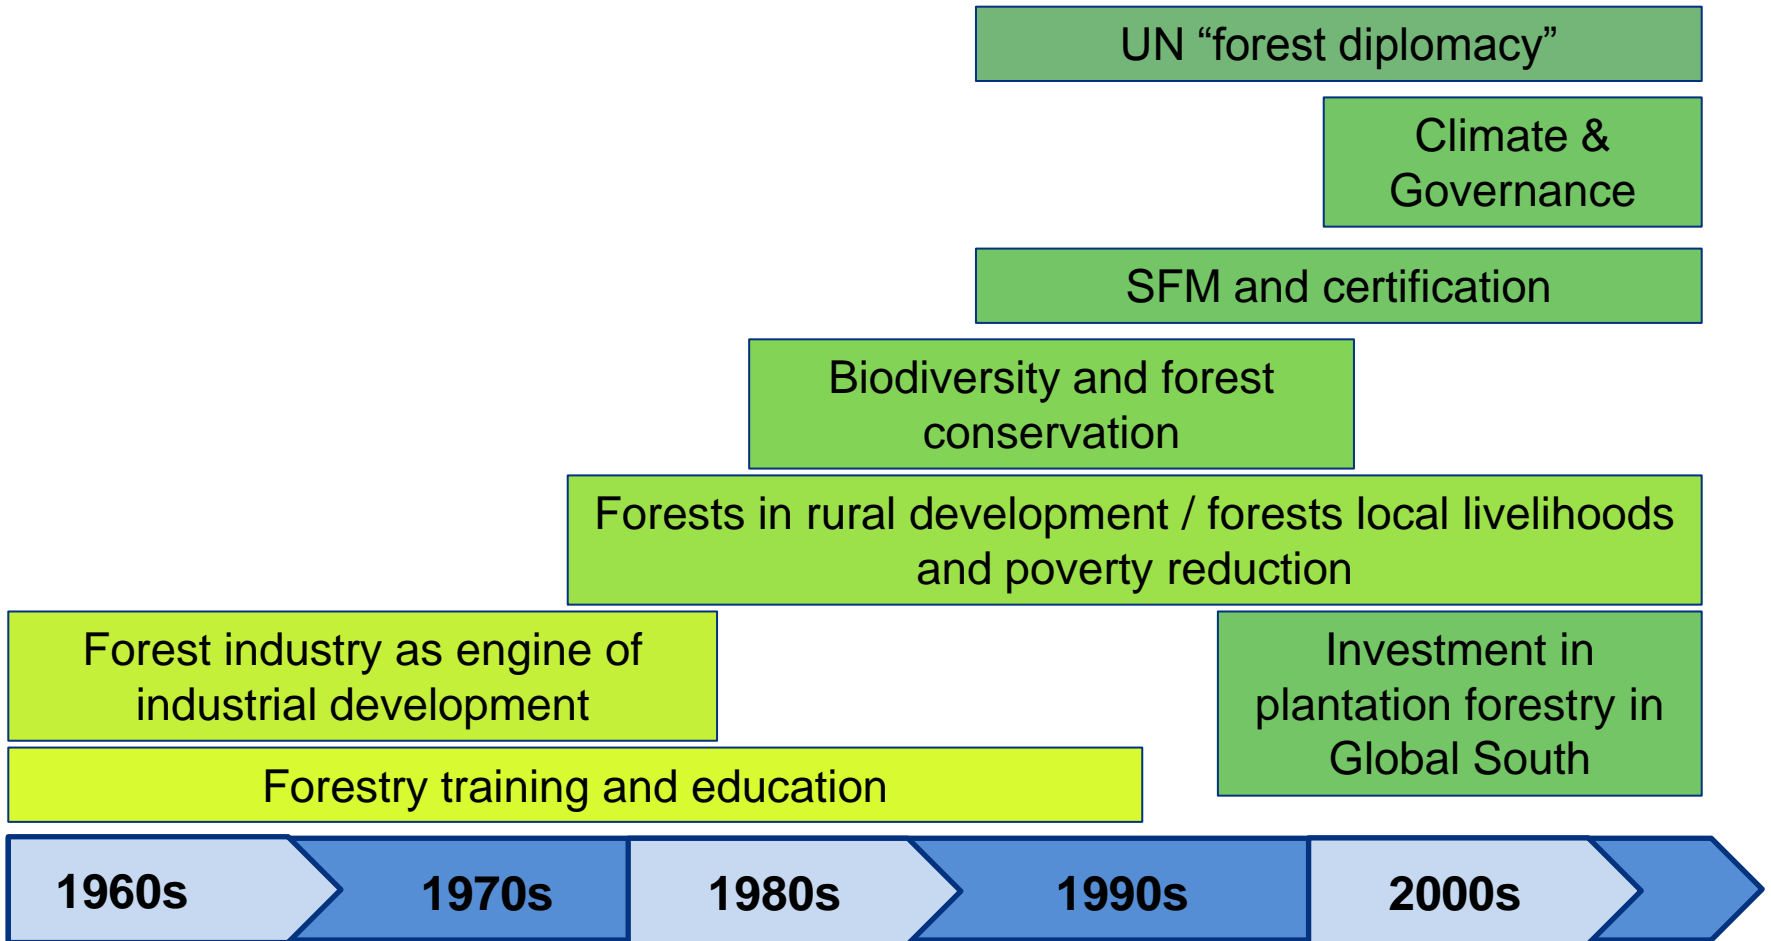 UN “forest diplomacy”
Climate &
Governance
SFM and certification
Biodiversity and forest
conservation
Forests in rural development / forests local livelihoods
and poverty reduction
Forest industry as engine of
industrial development
Investment in
plantation forestry in
Global South
Forestry training and education
1960s
1970s
1980s
1990s
2000s